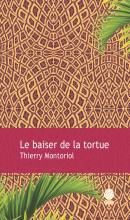 Le baiser de la tortue
Thierry Montoriol